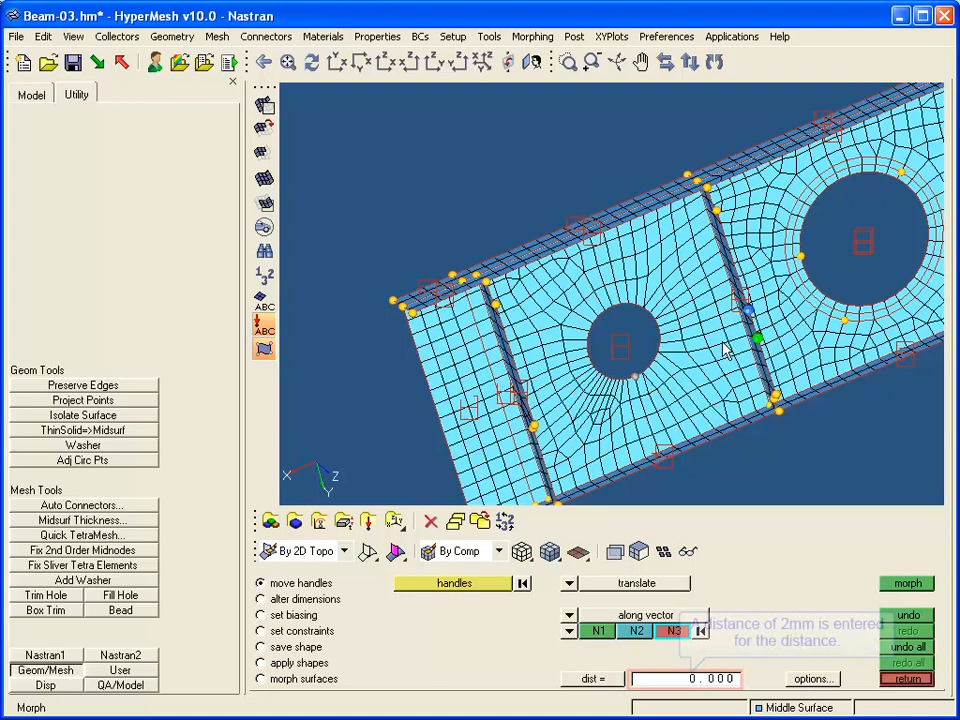 Beam-03.hm* - HyperMesh v10.0 - Nastran
File Edit View Collectors Geometry Mesh Connectors Materials Properties BCs Setup Tools Morphing Post XYPlots Preferences Applications Help
Model Utility
1 2 3
ABC
ABC
X Y Z
Geom Tools
Preserve Edges
Project Points
Isolate Surface
ThinSolid=>Midsurf
Washer
Adj Circ Pts
Mesh Tools
Auto Connectors...
Midsurf Thickness...
Quick TetraMesh...
Fix 2nd Order Midnodes
Fix Sliver Tetra Elements
Add Washer
Trim Hole Fill Hole
Box Trim Bead
Nastran1 Nastran2
Geom/Mesh User
Disp QA/Model
By 2D Topo By Comp
move handles handles translate morph
alter dimensions
set biasing along vector undo
set constraints N1 N2 N3 redo
save shape undo all
apply shapes redo all
morph surfaces dist = 0.000 options... return
A distance of 2mm is entered
for the distance.
Morph Middle Surface